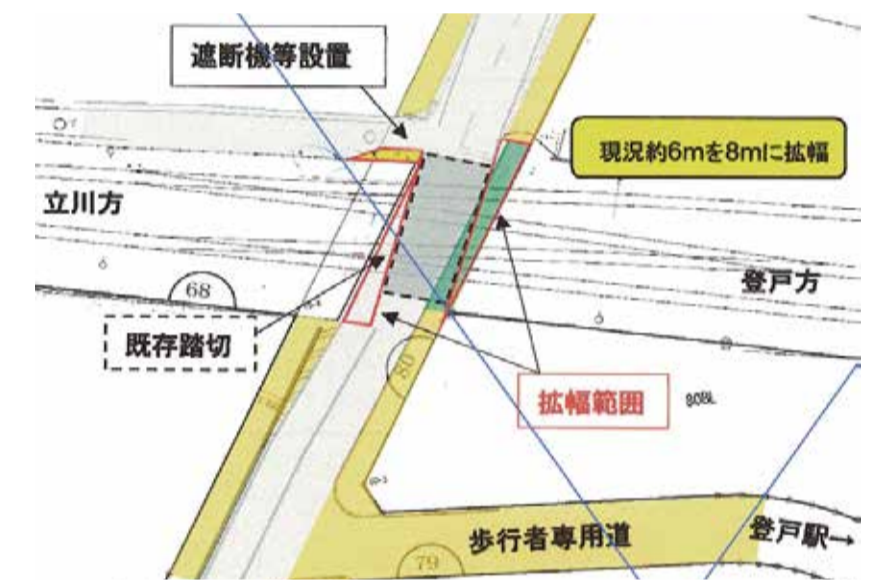 遮断機等設置
現況約6mを8mに拡幅
立川方
登戸方
68
既存踏切
80
拡幅範囲
80BL
歩行者専用道
登戸駅→
79